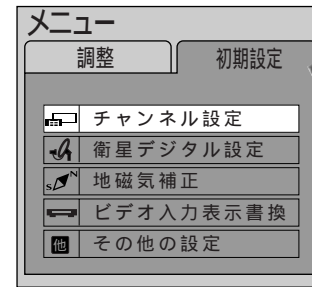 メニュー
調整 初期設定
チャンネル設定
衛星デジタル設定
S N 地磁気補正
ビデオ入力表示書換
他 その他の設定